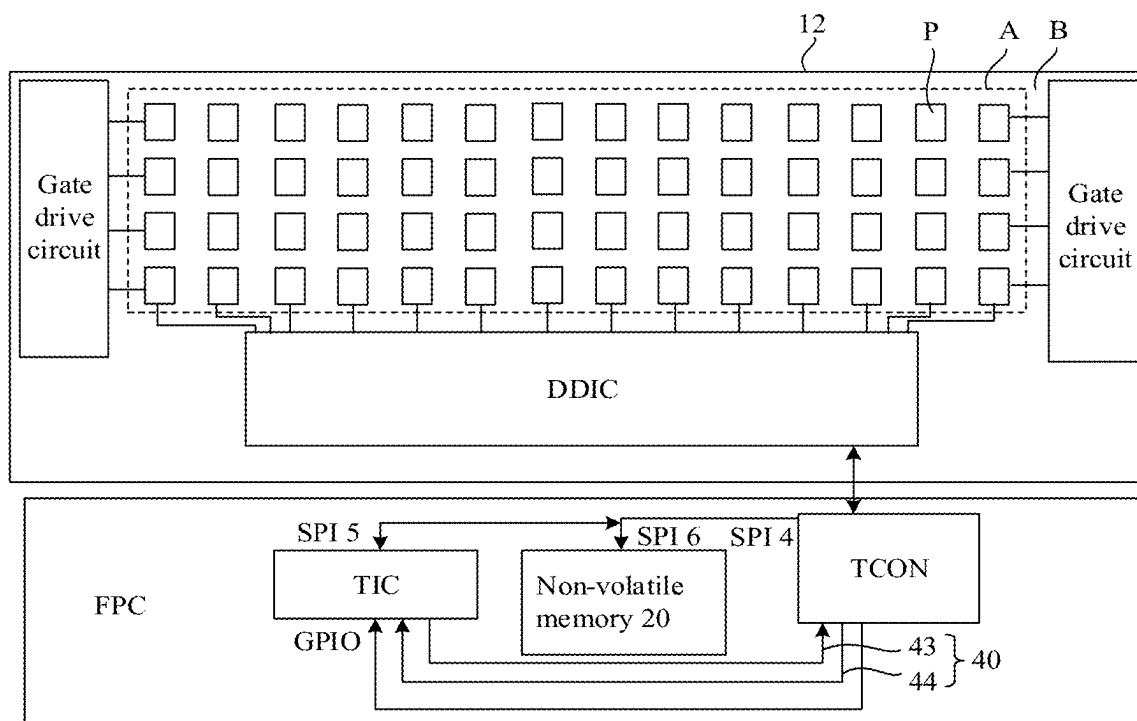 12
P
A
B
Gate
drive
circuit
Gate
drive
circuit
DDIC
SPI 5
SPI 6
SPI 4
TIC
Non-volatile
memory 20
TCON
FPC
GPIO
43
44
40